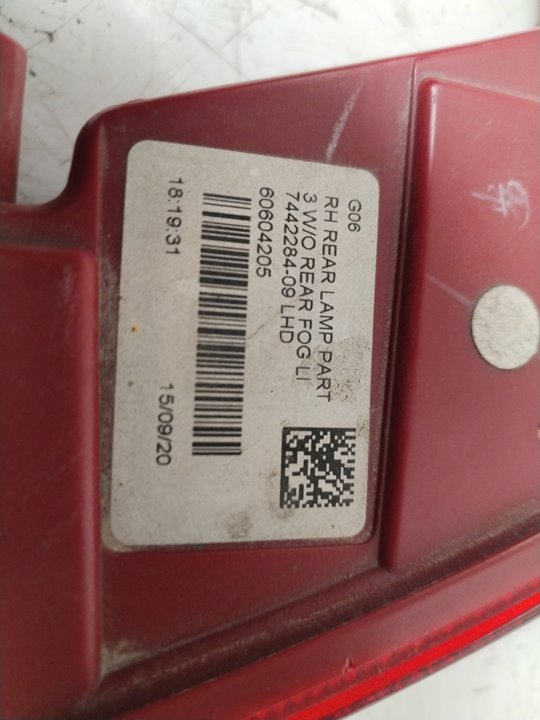 G06
RH REAR LAMP PART
3 W/O REAR FOG LI
7442284-09 LHD
60604205
18:19:31
15/09/20